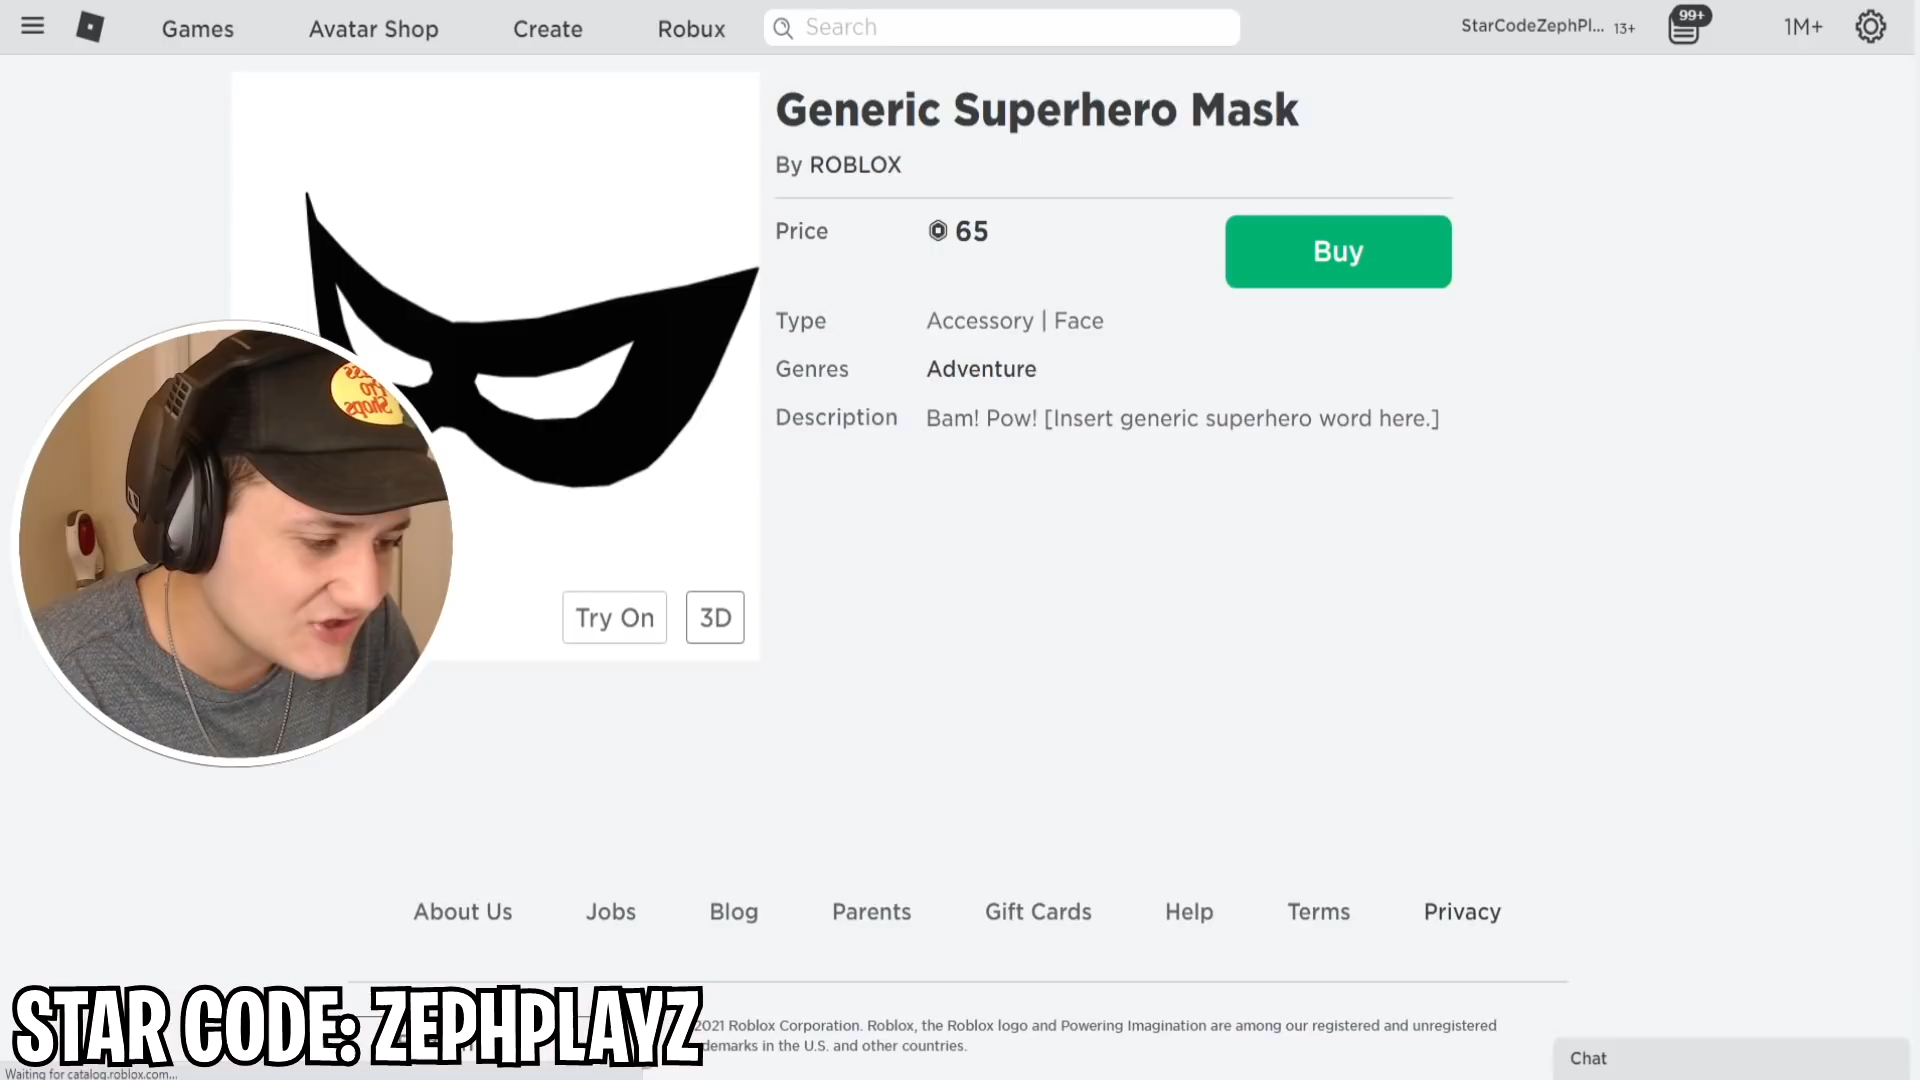 Games
Avatar Shop
Create
Robux
Search
StarCodeZephPl... 13+
99+
1M+
Generic Superhero Mask
By ROBLOX
Price
65
Buy
Type
Accessory | Face
Genres
Adventure
Description
Bam! Pow! [Insert generic superhero word here.]
Pro
Shops
Try On
3D
About Us
Jobs
Blog
Parents
Gift Cards
Help
Terms
Privacy
STAR CODE: ZEPHPLAYZ
2021 Roblox Corporation. Roblox, the Roblox logo and Powering Imagination are among our registered and unregistered
demarks in the U.S. and other countries.
Chat
Waiting for catalog.roblox.com...